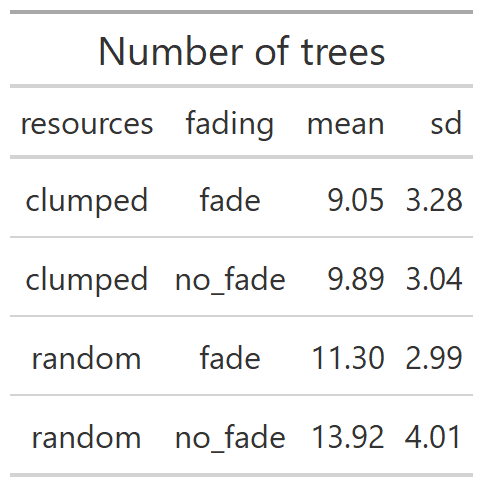 Number of trees
resources fading mean sd
clumped fade 9.05 3.28
clumped no_fade 9.89 3.04
random fade 11.30 2.99
random no_fade 13.92 4.01